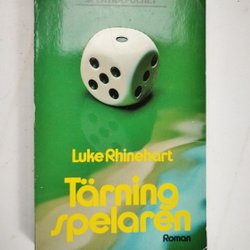 Luke Rhinehart
Tärning
spelaren
Roman